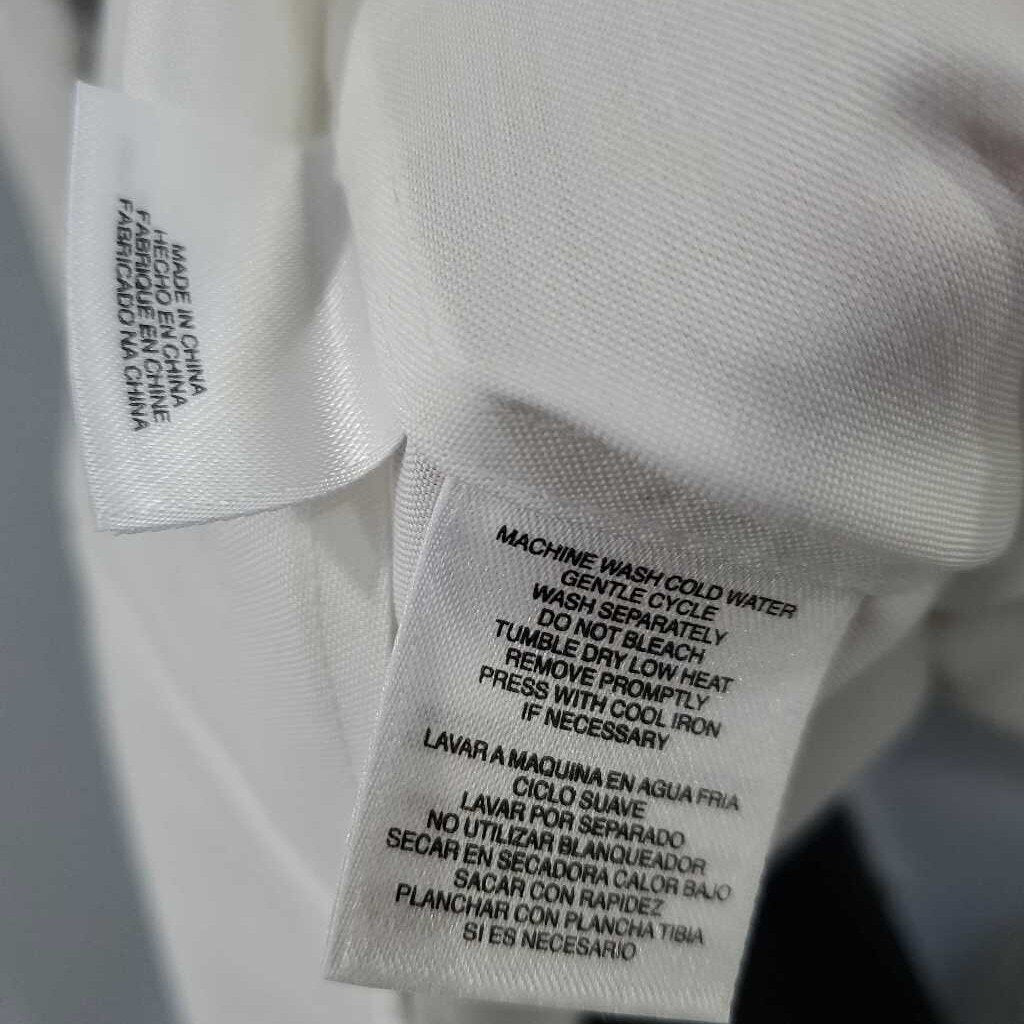 MADE IN CHINA
HECHO EN CHINA
FABRIQUE EN CHINE
FABRICADO NA CHINA
MACHINE WASH COLD WATER
GENTLE CYCLE
WASH SEPARATELY
DO NOT BLEACH
TUMBLE DRY LOW HEAT
REMOVE PROMPTLY
PRESS WITH COOL IRON
IF NECESSARY
LAVAR A MAQUINA EN AGUA FRIA
CICLO SUAVE
LAVAR POR SEPARADO
NO UTILIZAR BLANQUEADOR
SECAR EN SECADORA CALOR BAJO
SACAR CON RAPIDEZ
PLANCHAR CON PLANCHA TIBIA
SI ES NECESARIO